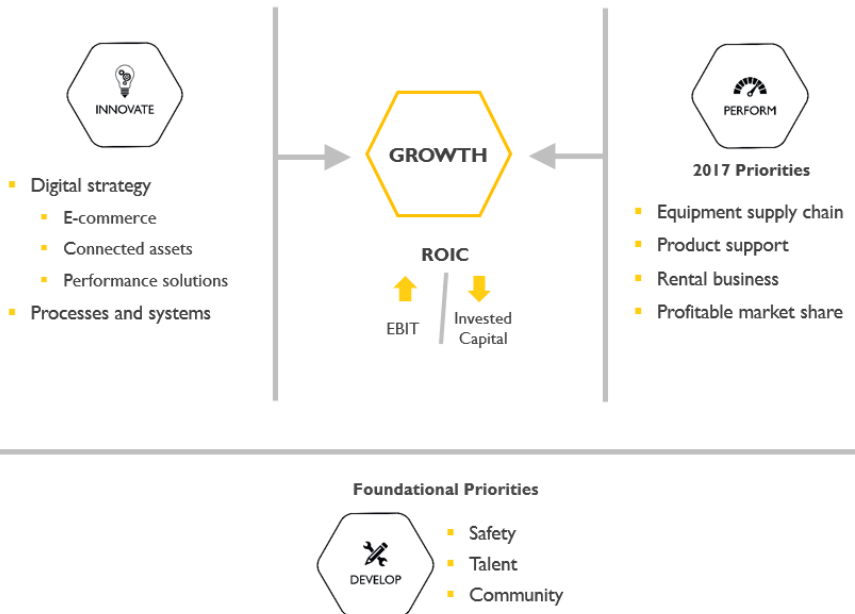 INNOVATE
Digital strategy
E-commerce
Connected assets
Performance solutions
Processes and systems
GROWTH
ROIC
EBIT
Invested
Capital
PERFORM
2017 Priorities
Equipment supply chain
Product support
Rental business
Profitable market share
Foundational Priorities
DEVELOP
Safety
Talent
Community